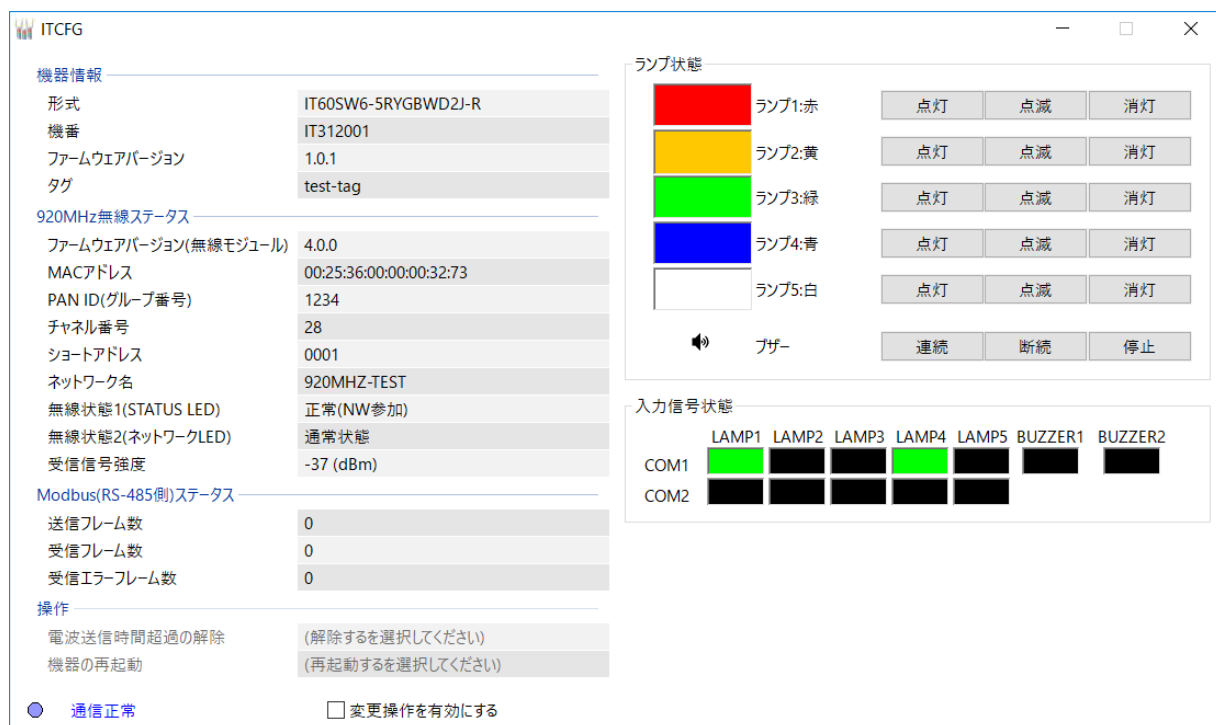 ITCFG
機器情報
形式 IT60SW6-5RYGBWD2J-R
機番 IT312001
ファームウェアバージョン 1.0.1
タグ test-tag
920MHz無線ステータス
ファームウェアバージョン(無線モジュール) 4.0.0
MACアドレス 00:25:36:00:00:00:32:73
PAN ID(グループ番号) 1234
チャネル番号 28
ショートアドレス 0001
ネットワーク名 920MHZ-TEST
無線状態1(STATUS LED) 正常(NW参加)
無線状態2(ネットワークLED) 通常状態
受信信号強度 -37 (dBm)
Modbus(RS-485側)ステータス
送信フレーム数 0
受信フレーム数 0
受信エラーフレーム数 0
操作
電波送信時間超過の解除 (解除するを選択してください)
機器の再起動 (再起動するを選択してください)
通信正常 変更操作を有効にする
ランプ状態
ランプ1:赤 点灯 点滅 消灯
ランプ2:黄 点灯 点滅 消灯
ランプ3:緑 点灯 点滅 消灯
ランプ4:青 点灯 点滅 消灯
ランプ5:白 点灯 点滅 消灯
ブザー 連続 断続 停止
入力信号状態
LAMP1 LAMP2 LAMP3 LAMP4 LAMP5 BUZZER1 BUZZER2
COM1
COM2